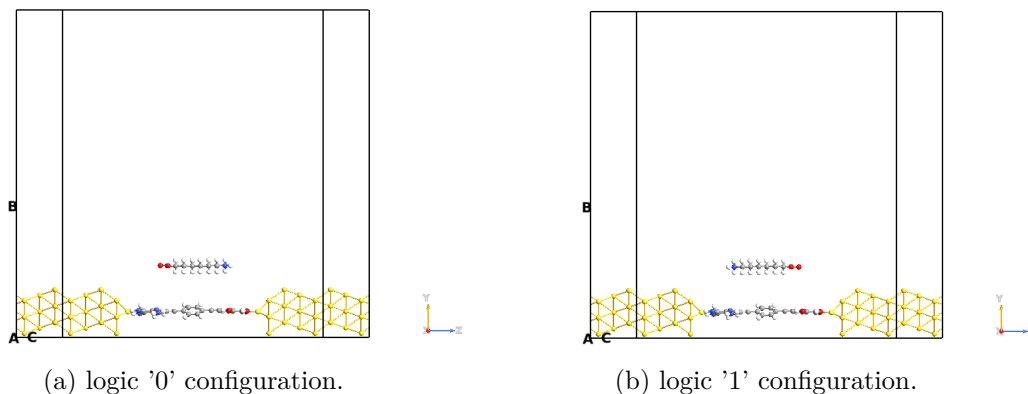 B
A C
Y
X Z
(a) logic '0' configuration.
B
A C
Y
X
(b) logic '1' configuration.